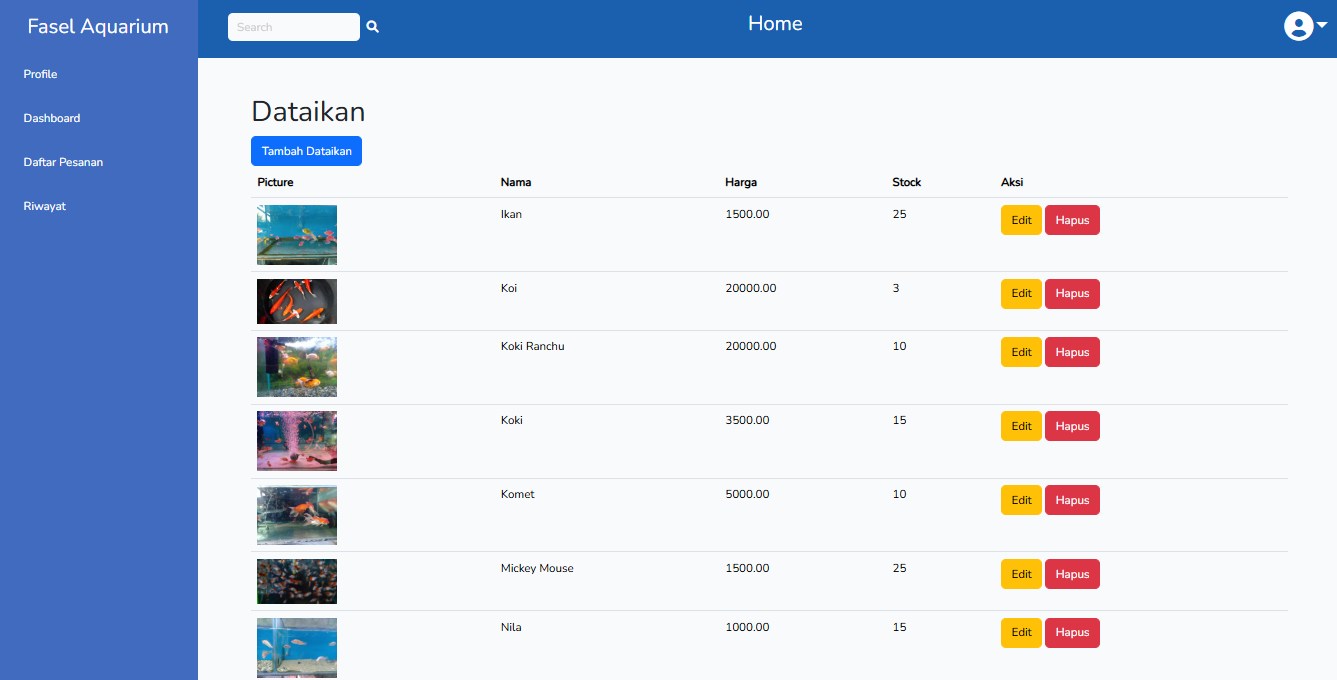 Fasel Aquarium
Search
Home
Profile
Dashboard
Daftar Pesanan
Riwayat
Dataikan
Tambah Dataikan
Picture Nama Harga Stock Aksi
Ikan 1500.00 25 Edit Hapus
Koi 20000.00 3 Edit Hapus
Koki Ranchu 20000.00 10 Edit Hapus
Koki 3500.00 15 Edit Hapus
Komet 5000.00 10 Edit Hapus
Mickey Mouse 1500.00 25 Edit Hapus
Nila 1000.00 15 Edit Hapus